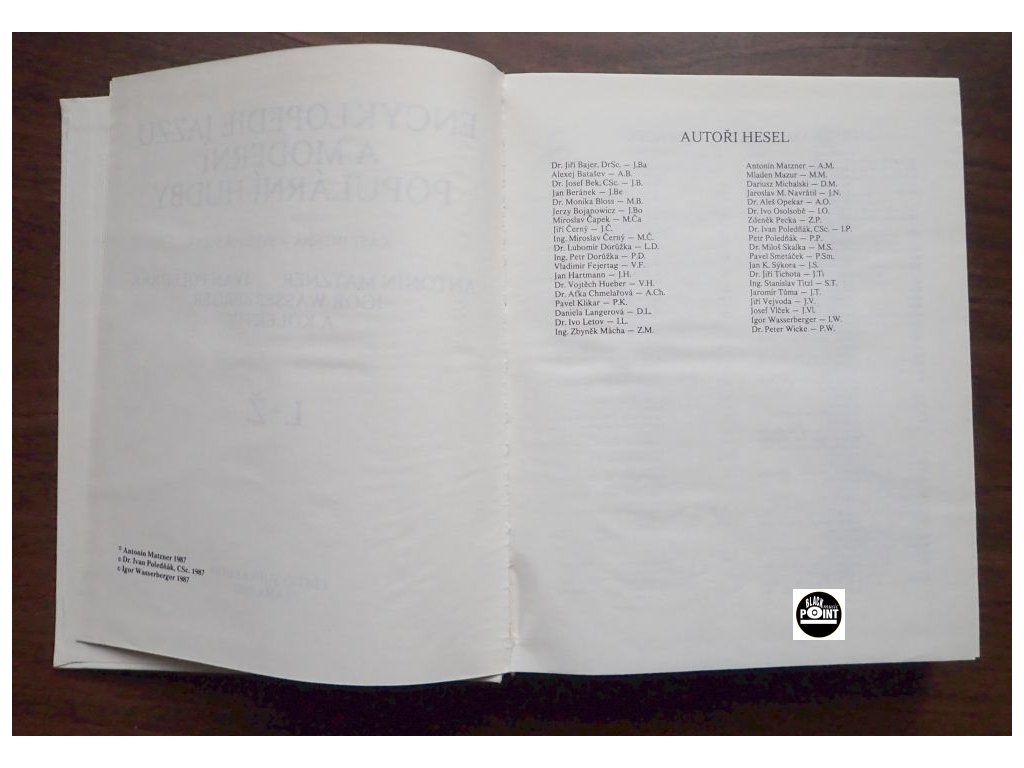 ENCYKLOPEDIE JAZZU
A MODERNÍ
POPULÁRNÍ HUDBY
ANTONÍN MATZNER IVAN POLEDŇÁK
IGOR WASSERBERGER
L-Ž
© Antonín Matzner 1987
© Dr. Ivan Poledňák, CSc. 1987
© Igor Wasserberger 1987
AUTOŘI HESEL
Dr. Jiří Bajer, DrSc. — J.Ba
Alexej Batašev — A.B.
Dr. Josef Bek, CSc. — J.B.
Jan Beránek — J.Be
Dr. Monika Bloss — M.B.
Jerzy Bojanowicz — J.Bo
Miroslav Čapek — M.Ča
Jiří Černý — J.Č.
Ing. Miroslav Černý — M.Č.
Dr. Lubomír Dorůžka — L.D.
Ing. Petr Dorůžka — P.D.
Vladimir Fejertag — V.F.
Jan Hartmann — J.H.
Dr. Vojtěch Hueber — V.H.
Dr. Aťka Chmelařová — A.Ch.
Pavel Klikar — P.K.
Daniela Langerová — D.L.
Dr. Ivo Letov — I.L.
Ing. Zbyněk Mácha — Z.M.
Antonín Matzner — A.M.
Mladen Mazur — M.M.
Dariusz Michalski — D.M.
Jaroslav M. Navrátil — J.N.
Dr. Aleš Opekar — A.O.
Dr. Ivo Osolsobě — I.O.
Zdeněk Pecka — Z.P.
Dr. Ivan Poledňák, CSc. — I.P.
Petr Poledňák — P.P.
Dr. Miloš Skalka — M.S.
Pavel Smetáček — P.Sm.
Jan K. Sýkora — J.S.
Dr. Jiří Tichota — J.Ti
Ing. Stanislav Titzl — S.T.
Jaromír Tůma — J.T.
Jiří Vejvoda — J.V.
Josef Vlček — J.Vl.
Igor Wasserberger — I.W.
Dr. Peter Wicke — P.W.
BLACK
POINT
music